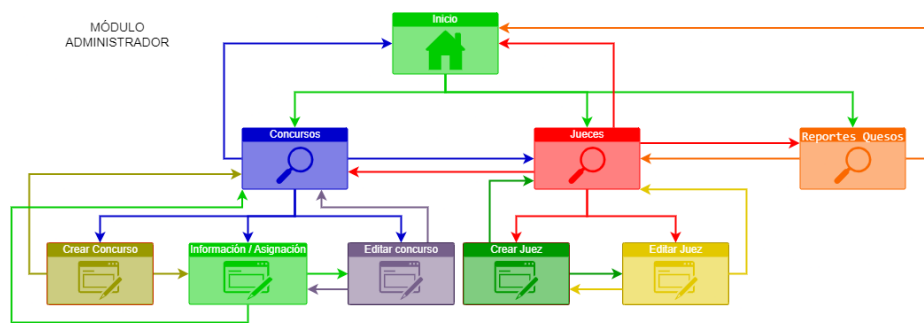 MÓDULO
ADMINISTRADOR
Inicio
Concursos
Jueces
Reportes Quesos
Crear Concurso
Información / Asignación
Editar concurso
Crear Juez
Editar Juez